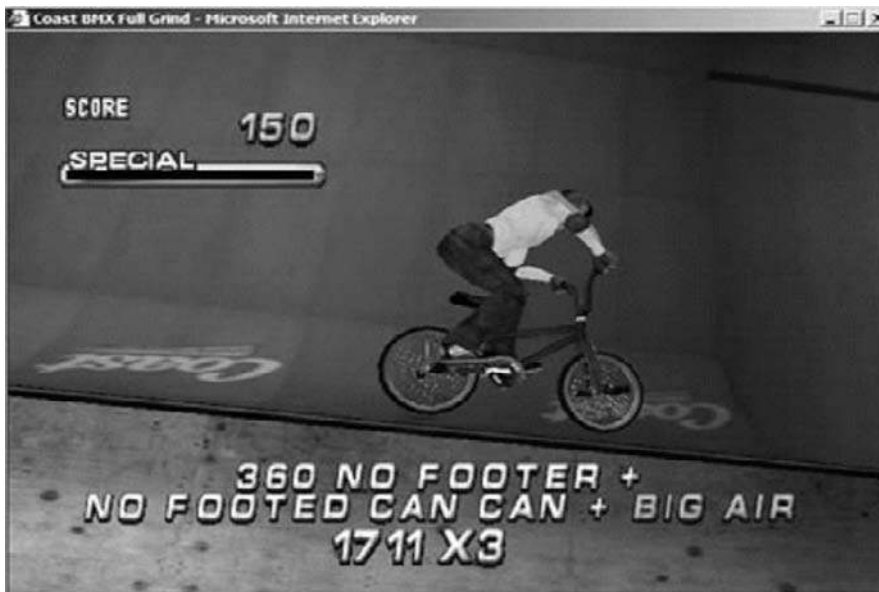 Coast BMX Full Grind - Microsoft Internet Explorer
SCORE
150
SPECIAL
Coast
Coast
360 NO FOOTER +
NO FOOTED CAN CAN + BIG AIR
1711 X3